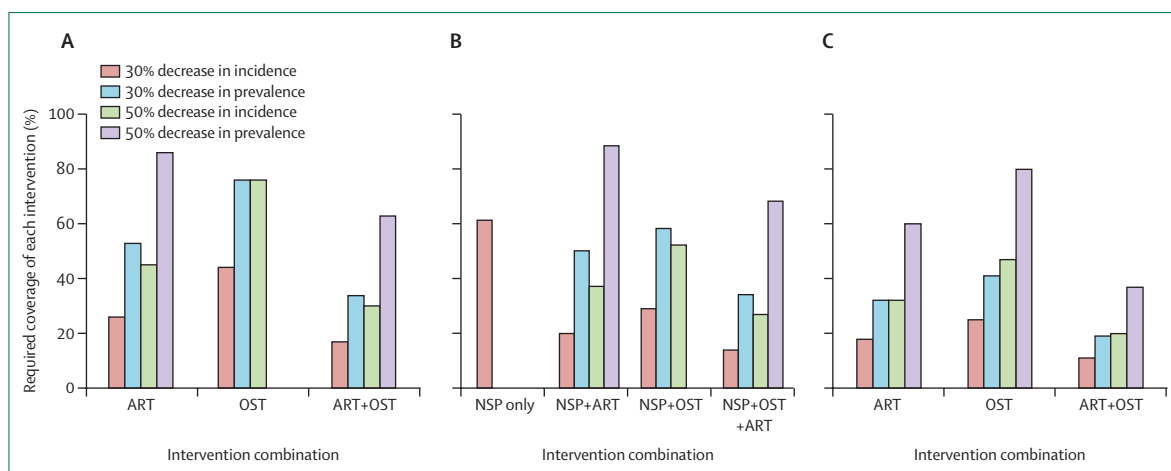 A
B
C
30% decrease in incidence
30% decrease in prevalence
50% decrease in incidence
50% decrease in prevalence
Required coverage of each intervention (%)
100
80
60
40
20
0
ART
OST
ART+OST
Intervention combination
NSP only
NSP+ART
NSP+OST
NSP+OST
+ART
Intervention combination
ART
OST
ART+OST
Intervention combination